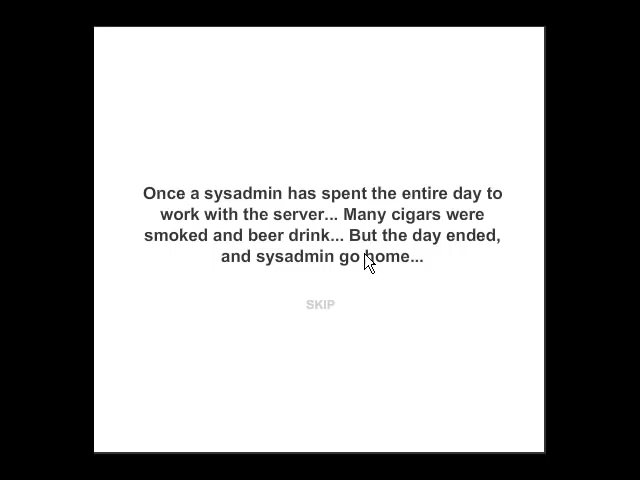 Once a sysadmin has spent the entire day to
work with the server... Many cigars were
smoked and beer drink... But the day ended,
and sysadmin go home...
SKIP